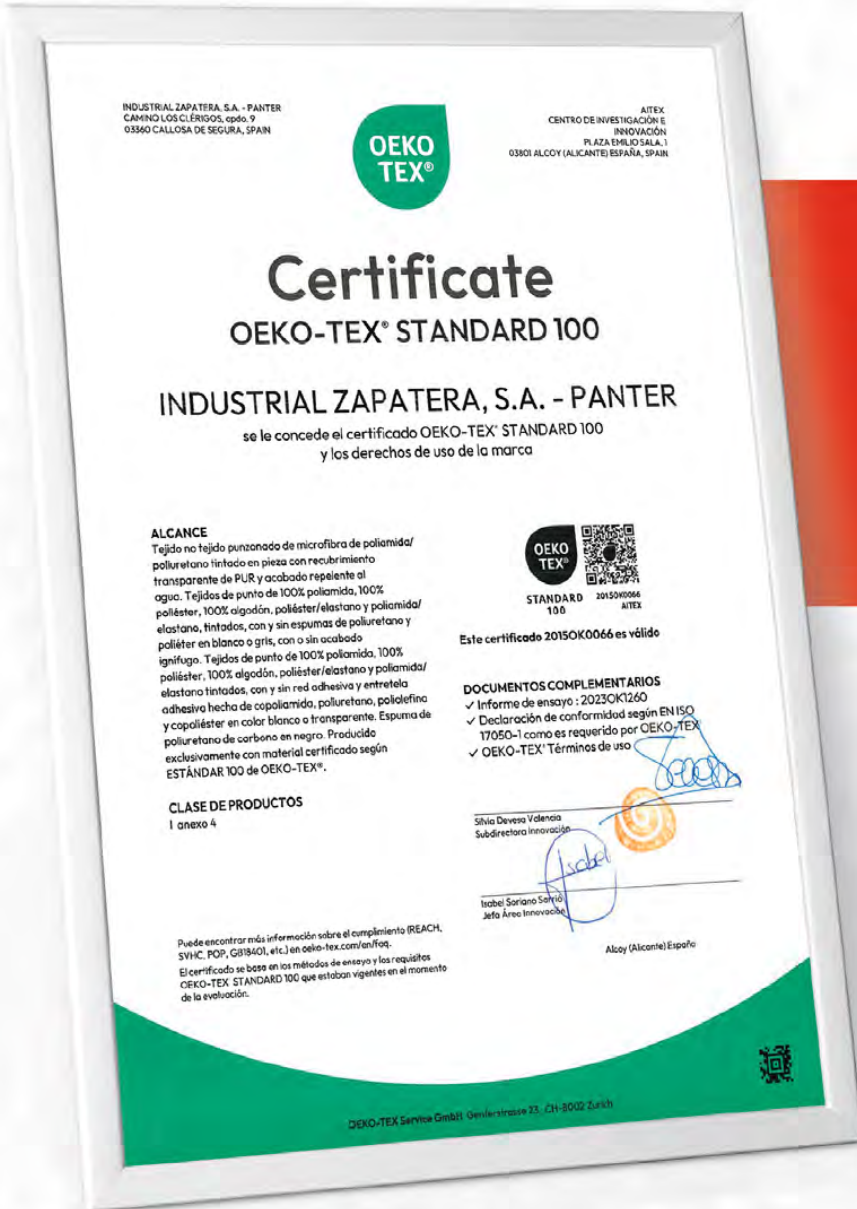 INDUSTRIAL ZAPATERA, S.A. - PANTER
CAMINO LOS CLÉRIGOS, apdo. 9
03360 CALLOSA DE SEGURA, SPAIN
AITEX
CENTRO DE INVESTIGACIÓN E
INNOVACIÓN
PLAZA EMILIO SALA, 1
03801 ALCOY (ALICANTE) ESPAÑA, SPAIN
OEKO
TEX®
Certificate
OEKO-TEX® STANDARD 100
INDUSTRIAL ZAPATERA, S.A. - PANTER
se le concede el certificado OEKO-TEX® STANDARD 100
y los derechos de uso de la marca
ALCANCE
Tejido no tejido punzonado de microfibra de poliamida/
poliuretano tintado en pieza con recubrimiento
transparente de PUR y acabado repelente al
agua. Tejidos de punto de 100% poliamida, 100%
poliéster, 100% algodón, poliéster/elastano y poliamida/
elastano, tintados, con y sin espumas de poliuretano y
poliéter en blanco o gris, con o sin acabado
ignífugo. Tejidos de punto de 100% poliamida, 100%
poliéster, 100% algodón, poliéster/elastano y poliamida/
elastano tintados, con y sin red adhesiva y entretela
adhesiva hecha de copoliamida, poliuretano, poliolefina
y copoliéster en color blanco o transparente. Espuma de
poliuretano de carbono en negro. Producido
exclusivamente con material certificado según
ESTÁNDAR 100 de OEKO-TEX®.
CLASE DE PRODUCTOS
I anexo 4
OEKO
TEX®
STANDARD
100
2015OK0066
AITEX
Este certificado 2015OK0066 es válido
DOCUMENTOS COMPLEMENTARIOS
✓ Informe de ensayo : 2023OK1260
✓ Declaración de conformidad según EN ISO
17050-1 como es requerido por OEKO-TEX
✓ OEKO-TEX® Términos de uso
Silvia Devesa Valencia
Subdirectora Innovación
Isabel
Isabel Soriano Sarrió
Jefa Área Innovación
Alcoy (Alicante) España
Puede encontrar más información sobre el cumplimiento (REACH,
SVHC, POP, GB18401, etc.) en oeko-tex.com/en/faq.
El certificado se basa en los métodos de ensayo y los requisitos
OEKO-TEX STANDARD 100 que estaban vigentes en el momento
de la evaluación.
OEKO-TEX Service GmbH, Genferstrasse 23, CH-8002 Zurich